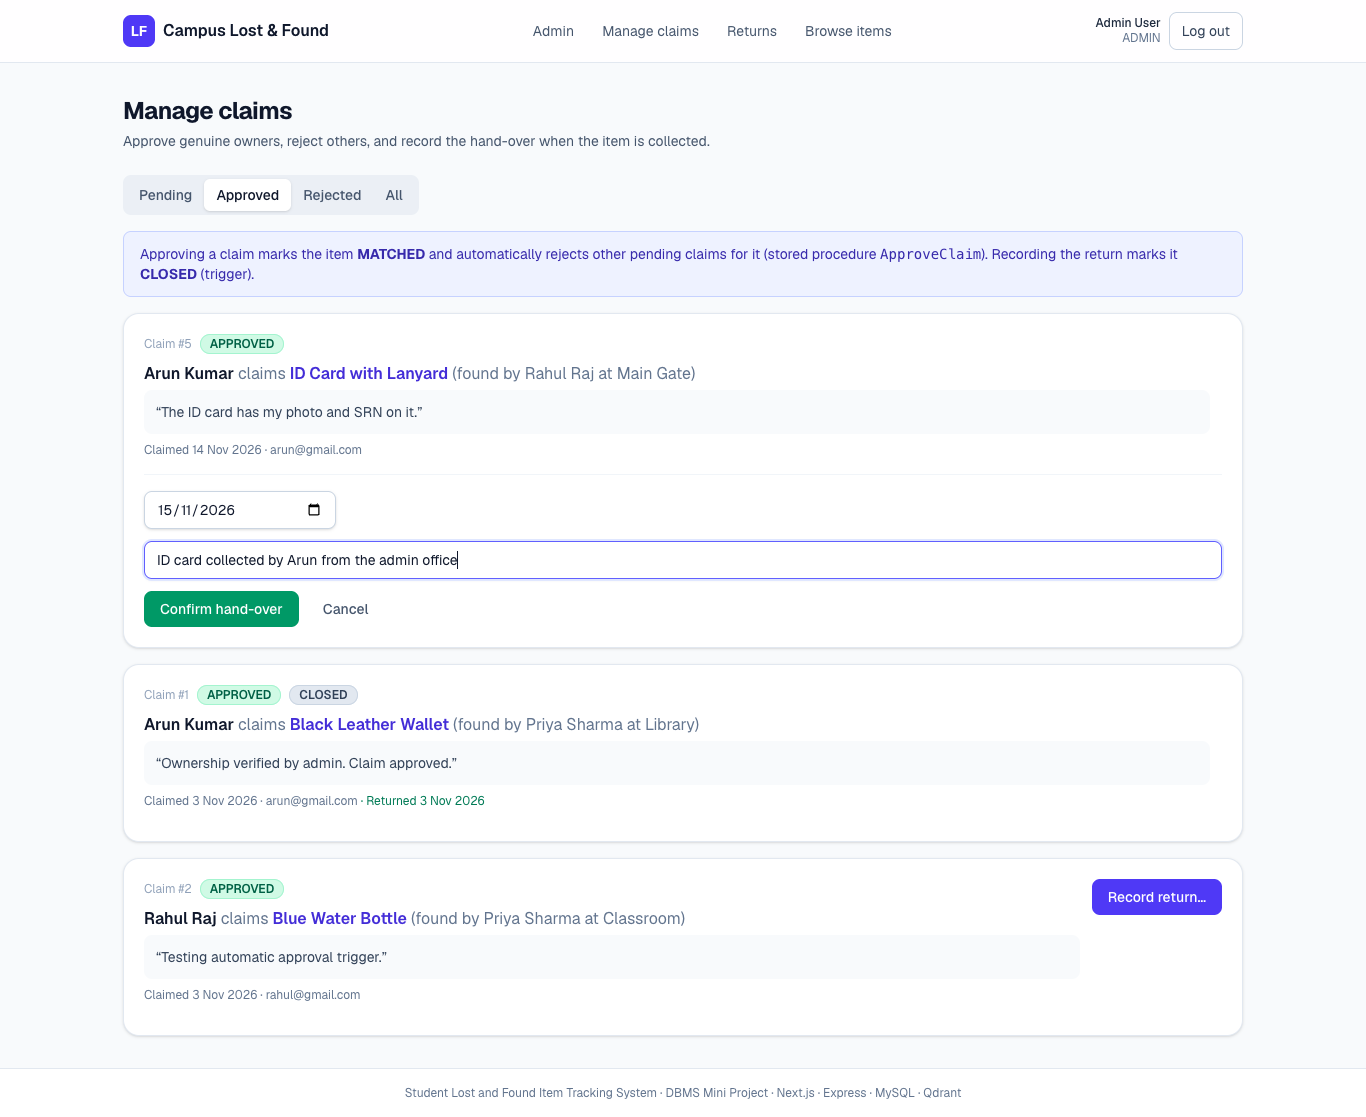 LF Campus Lost & Found
Admin Manage claims Returns Browse items
Admin User
ADMIN
Log out
Manage claims
Approve genuine owners, reject others, and record the hand-over when the item is collected.
Pending Approved Rejected All
Approving a claim marks the item MATCHED and automatically rejects other pending claims for it (stored procedure ApproveClaim). Recording the return marks it
CLOSED (trigger).
Claim #5 APPROVED
Arun Kumar claims ID Card with Lanyard (found by Rahul Raj at Main Gate)
“The ID card has my photo and SRN on it.”
Claimed 14 Nov 2026 · arun@gmail.com
15/11/2026
ID card collected by Arun from the admin office
Confirm hand-over Cancel
Claim #1 APPROVED CLOSED
Arun Kumar claims Black Leather Wallet (found by Priya Sharma at Library)
“Ownership verified by admin. Claim approved.”
Claimed 3 Nov 2026 · arun@gmail.com · Returned 3 Nov 2026
Claim #2 APPROVED
Record return…
Rahul Raj claims Blue Water Bottle (found by Priya Sharma at Classroom)
“Testing automatic approval trigger.”
Claimed 3 Nov 2026 · rahul@gmail.com
Student Lost and Found Item Tracking System · DBMS Mini Project · Next.js · Express · MySQL · Qdrant